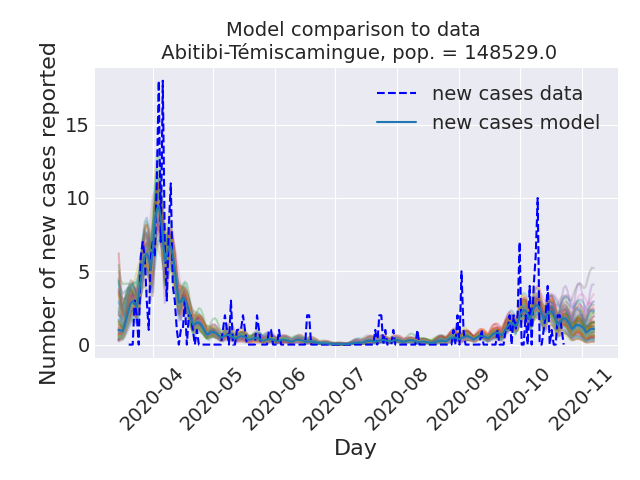 Model comparison to data
Abitibi-Témiscamingue, pop. = 148529.0
new cases data
new cases model
Number of new cases reported
15
10
5
0
2020-04
2020-05
2020-06
2020-07
2020-08
2020-09
2020-10
2020-11
Day